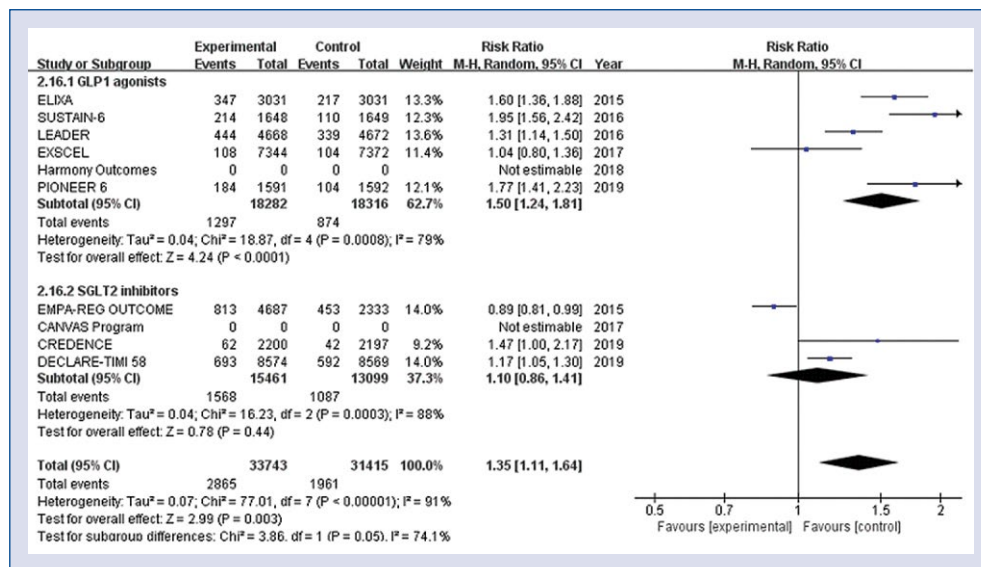 Experimental Control Risk Ratio Risk Ratio
Study or Subgroup Events Total Events Total Weight M-H, Random, 95% CI Year M-H, Random, 95% CI
2.16.1 GLP1 agonists
ELIXA 347 3031 217 3031 13.3% 1.60 [1.36, 1.88] 2015
SUSTAIN-6 214 1648 110 1649 12.3% 1.95 [1.56, 2.42] 2016
LEADER 444 4668 339 4672 13.6% 1.31 [1.14, 1.50] 2016
EXSCEL 108 7344 104 7372 11.4% 1.04 [0.80, 1.36] 2017
Harmony Outcomes 0 0 0 0 Not estimable 2018
PIONEER 6 184 1591 104 1592 12.1% 1.77 [1.41, 2.23] 2019
Subtotal (95% CI) 18282 18316 62.7% 1.50 [1.24, 1.81]
Total events 1297 874
Heterogeneity: Tau² = 0.04; Chi² = 18.87, df = 4 (P = 0.0008); I² = 79%
Test for overall effect: Z = 4.24 (P < 0.0001)
2.16.2 SGLT2 inhibitors
EMPA-REG OUTCOME 813 4687 453 2333 14.0% 0.89 [0.81, 0.99] 2015
CANVAS Program 0 0 0 0 Not estimable 2017
CREDENCE 62 2200 42 2197 9.2% 1.47 [1.00, 2.17] 2019
DECLARE-TIMI 58 693 8574 592 8569 14.0% 1.17 [1.05, 1.30] 2019
Subtotal (95% CI) 15461 13099 37.3% 1.10 [0.86, 1.41]
Total events 1568 1087
Heterogeneity: Tau² = 0.04; Chi² = 16.23, df = 2 (P = 0.0003); I² = 88%
Test for overall effect: Z = 0.78 (P = 0.44)
Total (95% CI) 33743 31415 100.0% 1.35 [1.11, 1.64]
Total events 2865 1961
Heterogeneity: Tau² = 0.07; Chi² = 77.01, df = 7 (P < 0.00001); I² = 91%
Test for overall effect: Z = 2.99 (P = 0.003)
Test for subgroup differences: Chi² = 3.86, df = 1 (P = 0.05), I² = 74.1%
0.5 0.7 1 1.5 2
Favours [experimental] Favours [control]